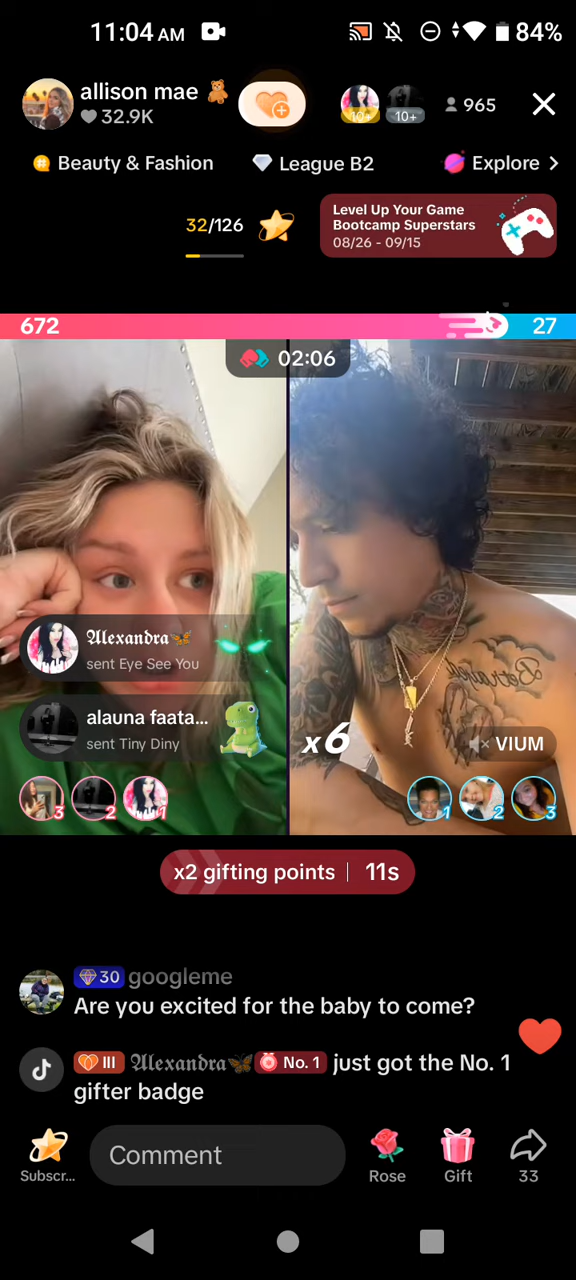 11:04 AM
84%
allison mae
32.9K
10+
10+
965
Beauty & Fashion
League B2
Explore
32/126
Level Up Your Game
Bootcamp Superstars
08/26 - 09/15
672
27
02:06
𝕬lexandra
sent Eye See You
alauna faata...
sent Tiny Diny
x6
VIUM
Betrayed
3
2
1
1
2
3
x2 gifting points
11s
30 googleme
Are you excited for the baby to come?
III 𝕬lexandra No. 1 just got the No. 1
gifter badge
Subscr...
Comment
Rose
Gift
33